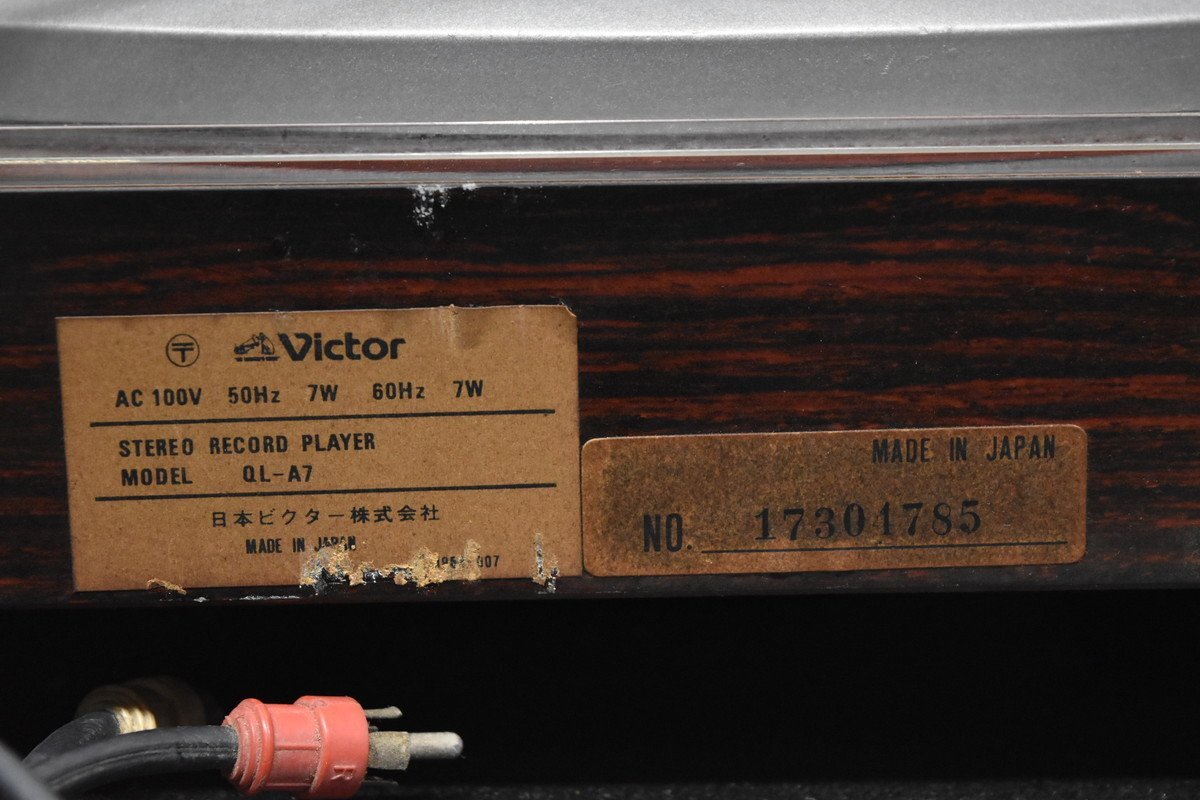 〒 Victor
AC 100V 50Hz 7W 60Hz 7W
STEREO RECORD PLAYER
MODEL QL-A7
日本ビクター株式会社
MADE IN JAPAN
007
MADE IN JAPAN
NO. 17301785
R